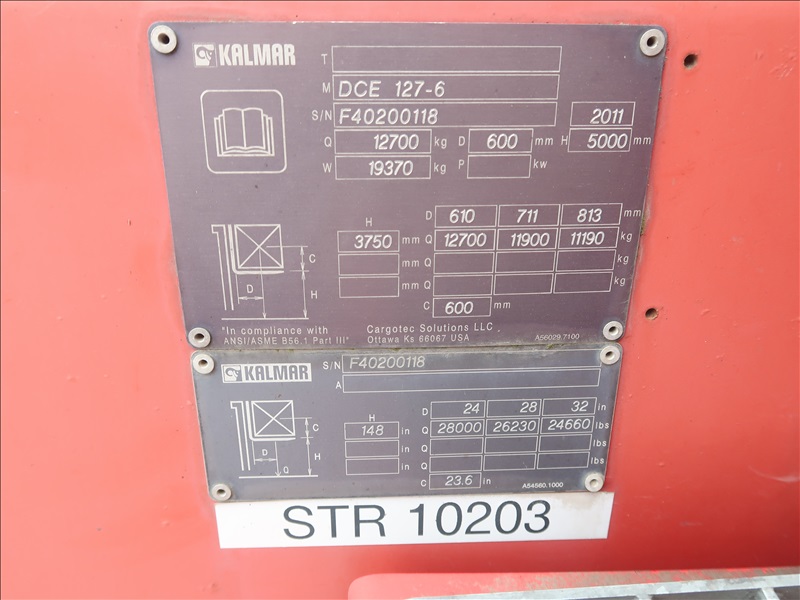 KALMAR
T
M DCE 127-6
S/N F40200118 2011
Q 12700 kg D 600 mm H 5000 mm
W 19370 kg P kw
H D 610 711 813 mm
3750 mm Q 12700 11900 11190 kg
mm Q kg
mm Q kg
C 600 mm
C
D H
*In compliance with
ANSI/ASME B56.1 Part III*
Cargotec Solutions LLC
Ottawa Ks 66067 USA
A56029.7100
KALMAR
S/N F40200118
A
H D 24 28 32 in
148 in Q 28000 26230 24660 lbs
in Q lbs
in Q lbs
C 23.6 in
C
D H
Q
A54560.1000
STR 10203